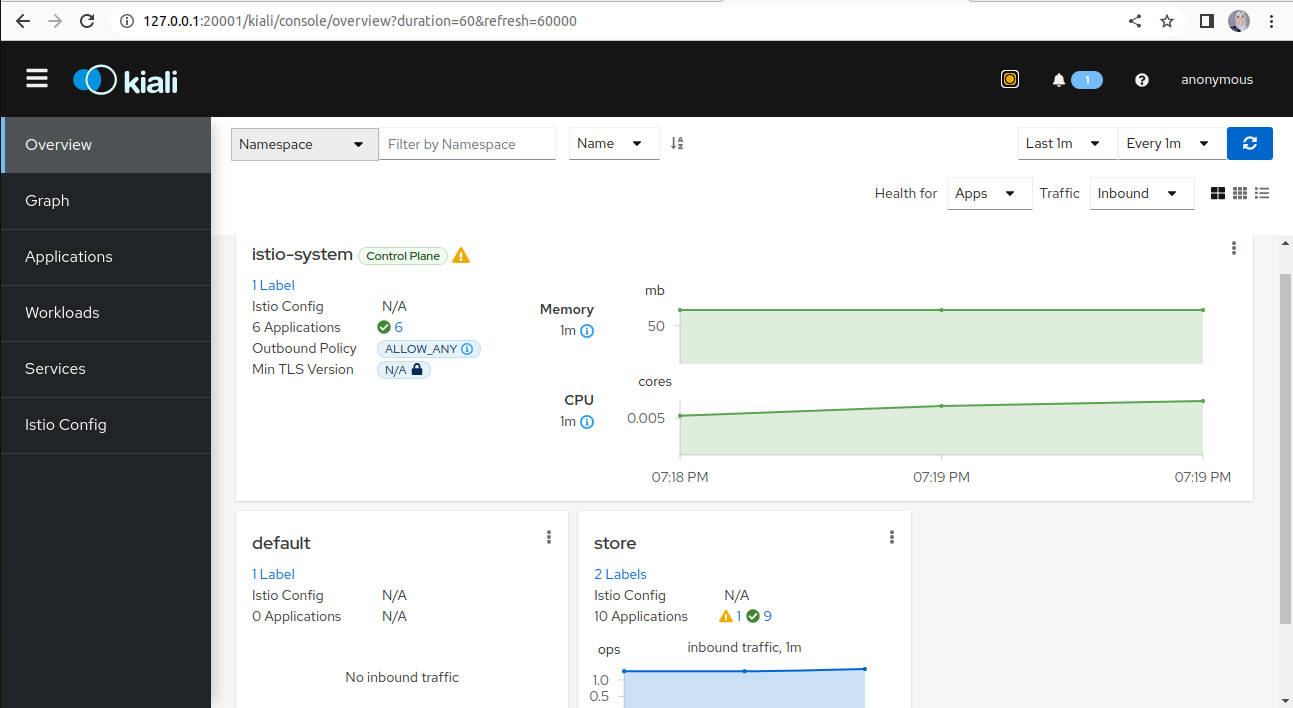 127.0.0.1:20001/kiali/console/overview?duration=60&refresh=60000
kiali
1
anonymous
Overview
Graph
Applications
Workloads
Services
Istio Config
Namespace
Filter by Namespace
Name
Last 1m
Every 1m
Health for
Apps
Traffic
Inbound
istio-system
Control Plane
1 Label
Istio Config N/A
6 Applications 6
Outbound Policy ALLOW_ANY
Min TLS Version N/A
Memory
1m
mb
50
CPU
1m
cores
0.005
07:18 PM 07:19 PM 07:19 PM
default
1 Label
Istio Config N/A
0 Applications N/A
No inbound traffic
store
2 Labels
Istio Config N/A
10 Applications 1 9
inbound traffic, 1m
ops
1.0
0.5